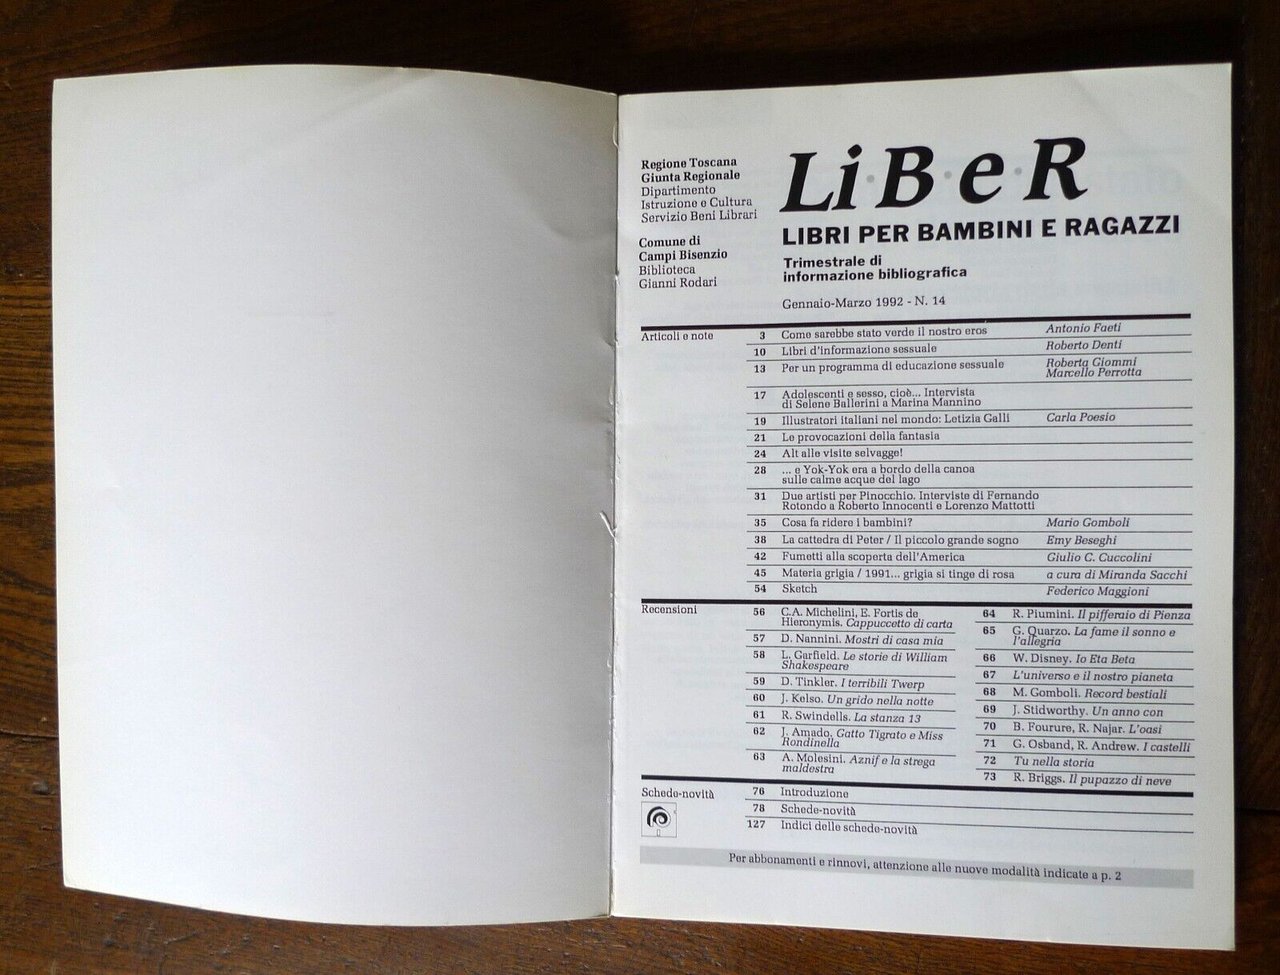 Regione Toscana
Giunta Regionale
Dipartimento
Istruzione e Cultura
Servizio Beni Librari
Comune di
Campi Bisenzio
Biblioteca
Gianni Rodari
Li·B·e·R
LIBRI PER BAMBINI E RAGAZZI
Trimestrale di
informazione bibliografica
Gennaio-Marzo 1992 - N. 14
Articoli e note
3 Come sarebbe stato verde il nostro eros Antonio Faeti
10 Libri d'informazione sessuale Roberto Denti
13 Per un programma di educazione sessuale Roberta Giommi
Marcello Perrotta
17 Adolescenti e sesso, cioè... Intervista
di Selene Ballerini a Marina Mannino
19 Illustratori italiani nel mondo: Letizia Galli Carla Poesio
21 Le provocazioni della fantasia
24 Alt alle visite selvagge!
28 ... e Yok-Yok era a bordo della canoa
sulle calme acque del lago
31 Due artisti per Pinocchio. Interviste di Fernando
Rotondo a Roberto Innocenti e Lorenzo Mattotti
35 Cosa fa ridere i bambini? Mario Gomboli
38 La cattedra di Peter / Il piccolo grande sogno Emy Beseghi
42 Fumetti alla scoperta dell'America Giulio C. Cuccolini
45 Materia grigia / 1991... grigia si tinge di rosa a cura di Miranda Sacchi
54 Sketch Federico Maggioni
Recensioni
56 C.A. Michelini, E. Fortis de
Hieronymis. Cappuccetto di carta
57 D. Nannini. Mostri di casa mia
58 L. Garfield. Le storie di William
Shakespeare
59 D. Tinkler. I terribili Twerp
60 J. Kelso. Un grido nella notte
61 R. Swindells. La stanza 13
62 J. Amado. Gatto Tigrato e Miss
Rondinella
63 A. Molesini. Aznif e la strega
maldestra
64 R. Piumini. Il pifferaio di Pienza
65 G. Quarzo. La fame il sonno e
l'allegria
66 W. Disney. Io Eta Beta
67 L'universo e il nostro pianeta
68 M. Gomboli. Record bestiali
69 J. Stidworthy. Un anno con
70 B. Fourure, R. Najar. L'oasi
71 G. Osband, R. Andrew. I castelli
72 Tu nella storia
73 R. Briggs. Il pupazzo di neve
Schede-novità
76 Introduzione
78 Schede-novità
127 Indici delle schede-novità
Per abbonamenti e rinnovi, attenzione alle nuove modalità indicate a p. 2